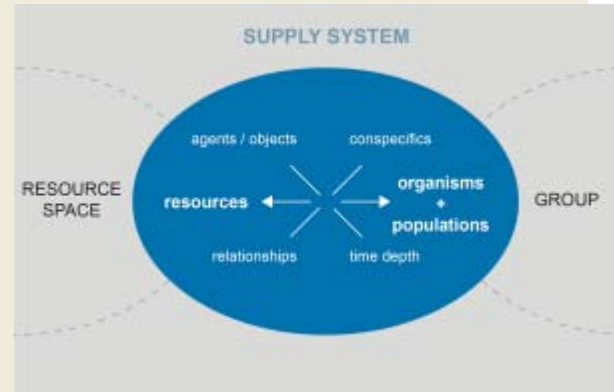 SUPPLY SYSTEM
agents / objects
conspecifics
RESOURCE
SPACE
resources
organisms
+
populations
GROUP
relationships
time depth